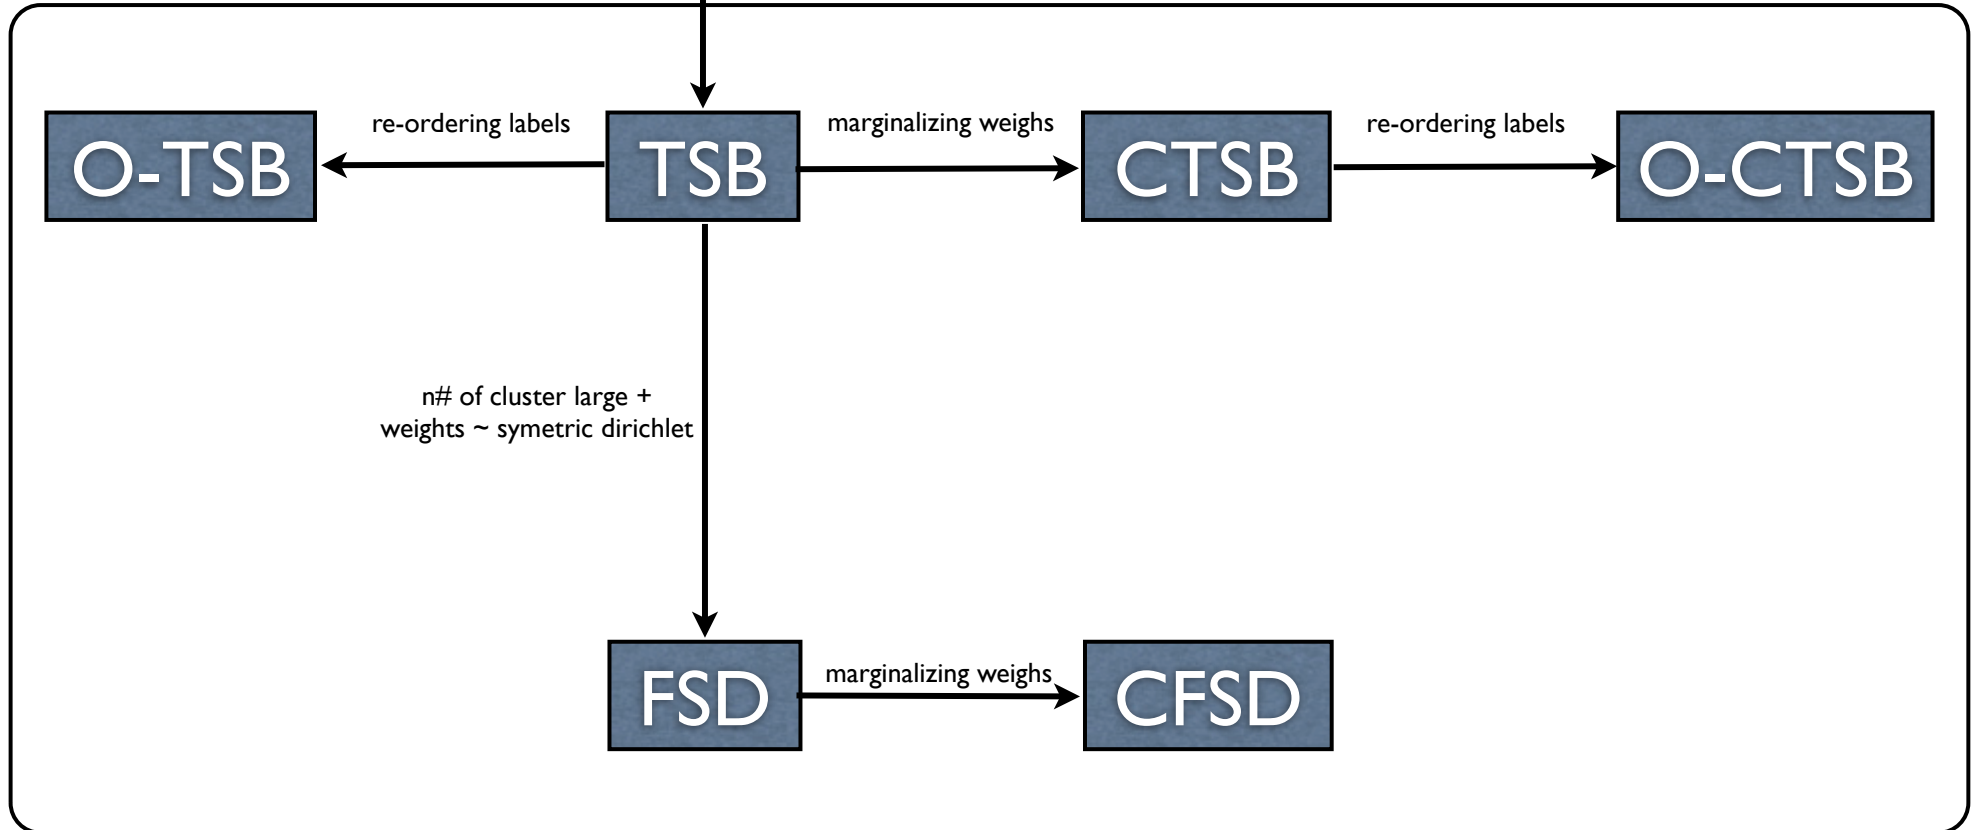 re-ordering labels
marginalizing weighs
re-ordering labels
O-TSB
TSB
CTSB
O-CTSB
n# of cluster large +
weights ~ symetric dirichlet
marginalizing weighs
FSD
CFSD